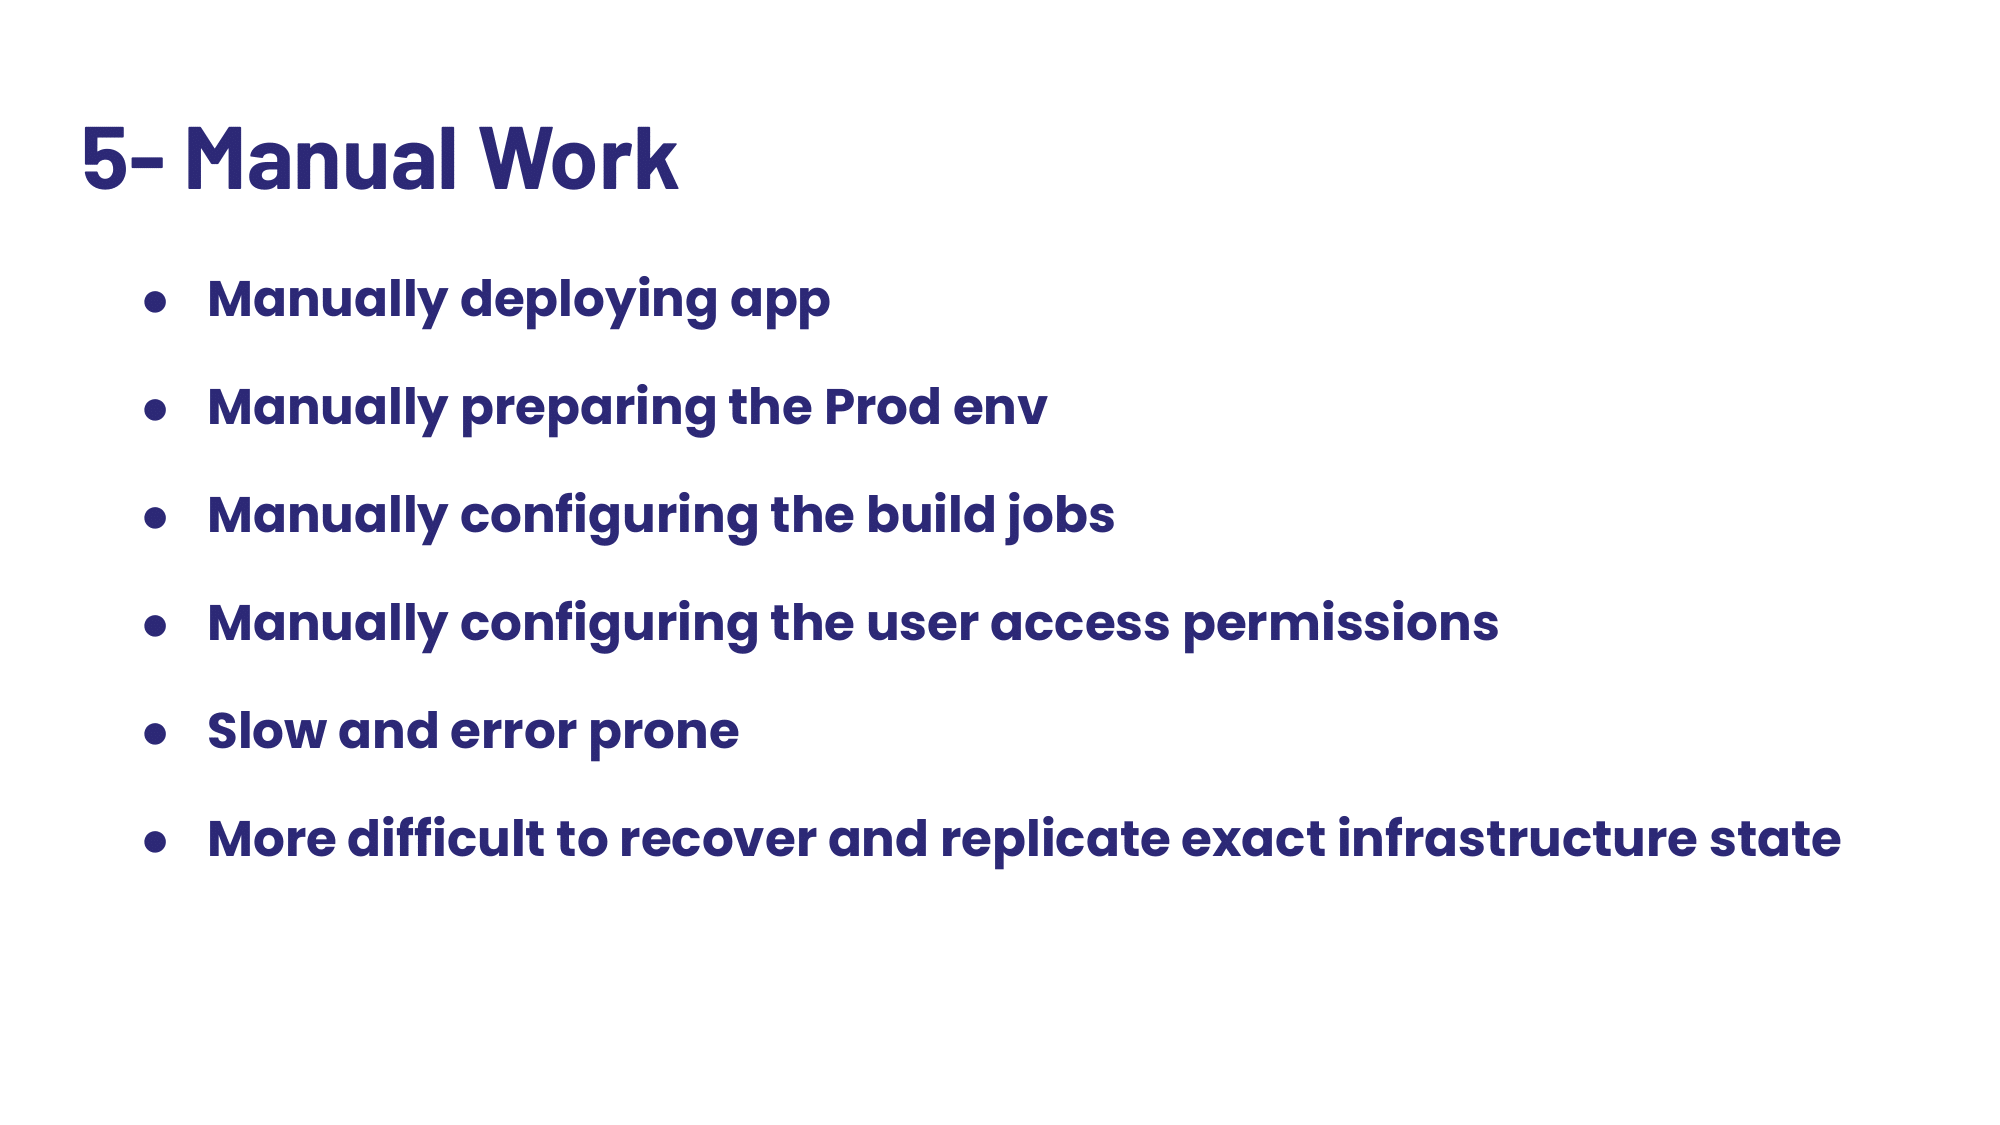 5- Manual Work
● Manually deploying app
● Manually preparing the Prod env
● Manually configuring the build jobs
● Manually configuring the user access permissions
● Slow and error prone
● More difficult to recover and replicate exact infrastructure state